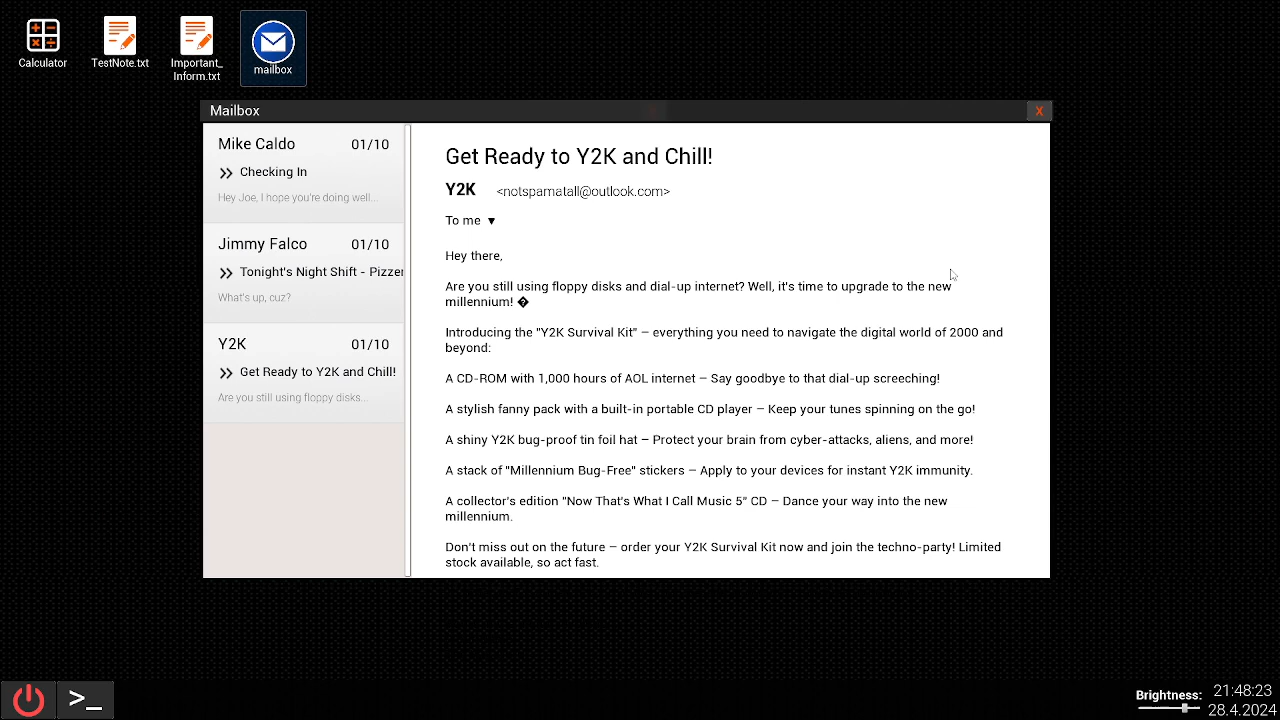 Calculator
TestNote.txt
Important_
Inform.txt
mailbox
Mailbox
X
Mike Caldo 01/10
Checking In
Hey Joe, I hope you're doing well...
Jimmy Falco 01/10
Tonight's Night Shift - Pizzer
What's up, cuz?
Y2K 01/10
Get Ready to Y2K and Chill!
Are you still using floppy disks...
Get Ready to Y2K and Chill!
Y2K <notspamatall@outlook.com>
To me ▼
Hey there,
Are you still using floppy disks and dial-up internet? Well, it's time to upgrade to the new
millennium! �
Introducing the "Y2K Survival Kit" – everything you need to navigate the digital world of 2000 and
beyond:
A CD-ROM with 1,000 hours of AOL internet – Say goodbye to that dial-up screeching!
A stylish fanny pack with a built-in portable CD player – Keep your tunes spinning on the go!
A shiny Y2K bug-proof tin foil hat – Protect your brain from cyber-attacks, aliens, and more!
A stack of "Millennium Bug-Free" stickers – Apply to your devices for instant Y2K immunity.
A collector's edition "Now That's What I Call Music 5" CD – Dance your way into the new
millennium.
Don't miss out on the future – order your Y2K Survival Kit now and join the techno-party! Limited
stock available, so act fast.
>_
Brightness:
21:48:23
28.4.2024